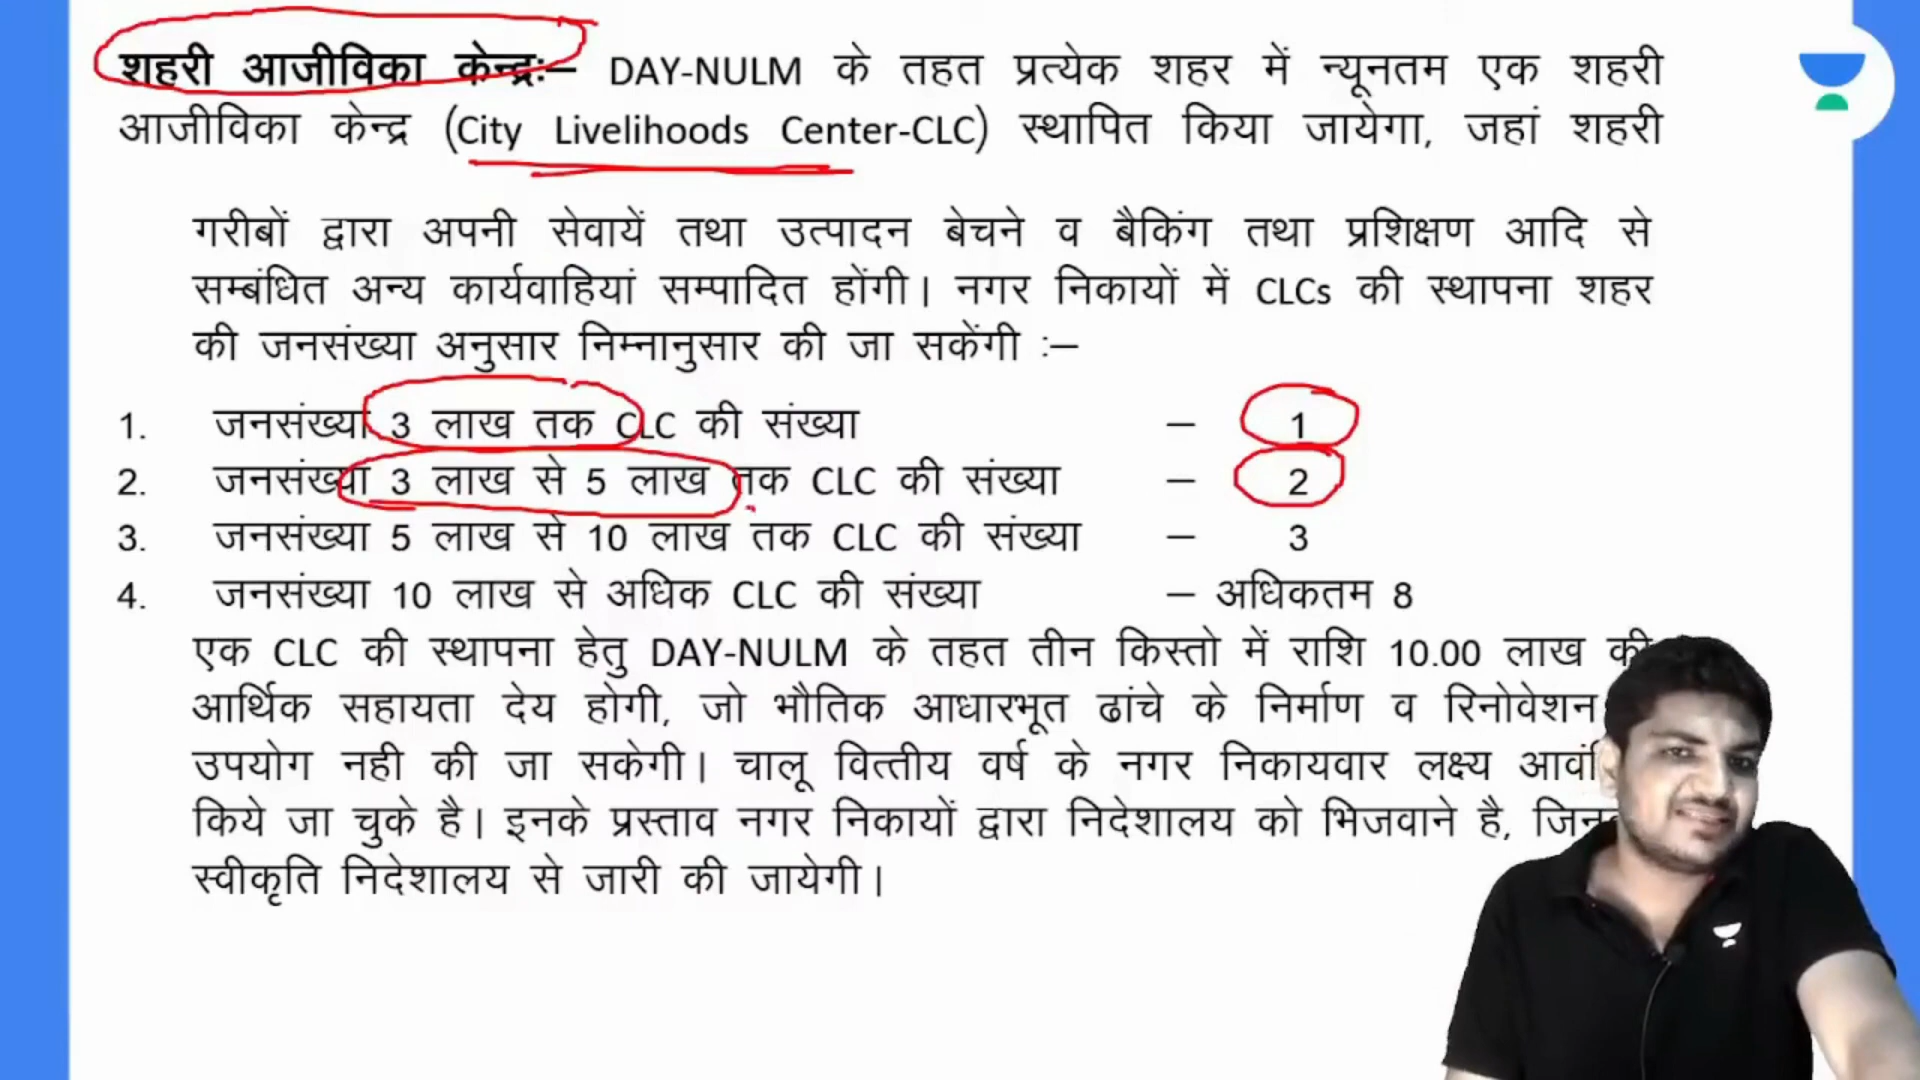 शहरी आजीविका केन्द्रः– DAY-NULM के तहत प्रत्येक शहर में न्यूनतम एक शहरी
आजीविका केन्द्र (City Livelihoods Center-CLC) स्थापित किया जायेगा, जहां शहरी
गरीबों द्वारा अपनी सेवायें तथा उत्पादन बेचने व बैकिंग तथा प्रशिक्षण आदि से
सम्बंधित अन्य कार्यवाहियां सम्पादित होंगी। नगर निकायों में CLCs की स्थापना शहर
की जनसंख्या अनुसार निम्नानुसार की जा सकेंगी :–
1. जनसंख्या 3 लाख तक CLC की संख्या – 1
2. जनसंख्या 3 लाख से 5 लाख तक CLC की संख्या – 2
3. जनसंख्या 5 लाख से 10 लाख तक CLC की संख्या – 3
4. जनसंख्या 10 लाख से अधिक CLC की संख्या – अधिकतम 8
एक CLC की स्थापना हेतु DAY-NULM के तहत तीन किस्तो में राशि 10.00 लाख की
आर्थिक सहायता देय होगी, जो भौतिक आधारभूत ढांचे के निर्माण व रिनोवेशन
उपयोग नही की जा सकेगी। चालू वित्तीय वर्ष के नगर निकायवार लक्ष्य
किये जा चुके है। इनके प्रस्ताव नगर निकायों द्वारा निदेशालय को भिजवाने है,
स्वीकृति निदेशालय से जारी की जायेगी।